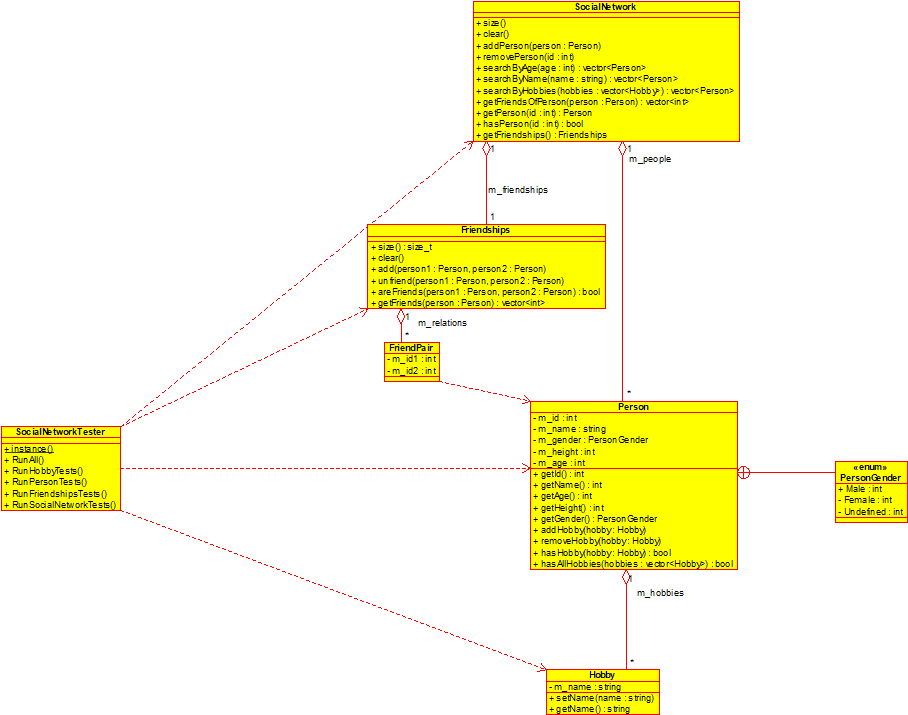 SocialNetwork
+ size()
+ clear()
+ addPerson(person : Person)
+ removePerson(id : int)
+ searchByAge(age : int) : vector<Person>
+ searchByName(name : string) : vector<Person>
+ searchByHobbies(hobbies : vector<Hobby>) : vector<Person>
+ getFriendsOfPerson(person : Person) : vector<int>
+ getPerson(id : int) : Person
+ hasPerson(id : int) : bool
+ getFriendships() : Friendships
1
1
m_people
m_friendships
1
Friendships
+ size() : size_t
+ clear()
+ add(person1 : Person, person2 : Person)
+ unfriend(person1 : Person, person2 : Person)
+ areFriends(person1 : Person, person2 : Person) : bool
+ getFriends(person : Person) : vector<int>
1
m_relations
*
FriendPair
- m_id1 : int
- m_id2 : int
*
Person
- m_id : int
- m_name : string
- m_gender : PersonGender
- m_height : int
- m_age : int
+ getId() : int
+ getName() : int
+ getAge() : int
+ getHeight() : int
+ getGender() : PersonGender
+ addHobby(hobby: Hobby)
+ removeHobby(hobby: Hobby)
+ hasHobby(hobby: Hobby) : bool
+ hasAllHobbies(hobbies : vector<Hobby>) : bool
SocialNetworkTester
+ instance()
+ RunAll()
+ RunHobbyTests()
+ RunPersonTests()
+ RunFriendshipsTests()
+ RunSocialNetworkTests()
«enum»
PersonGender
+ Male : int
- Female : int
- Undefined : int
1
m_hobbies
*
Hobby
- m_name : string
+ setName(name : string)
+ getName() : string